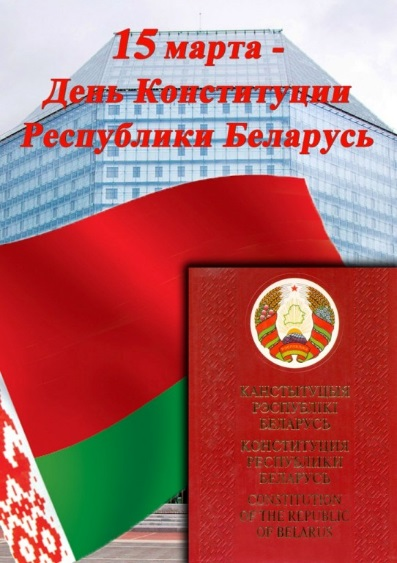 15 марта -
День Конституции
Республики Беларусь
КАНСТЫТУЦЫЯ
РЭСПУБЛІКІ
БЕЛАРУСЬ
КОНСТИТУЦИЯ
РЕСПУБЛИКИ
БЕЛАРУСЬ
CONSTITUTION
OF THE REPUBLIC
OF BELARUS